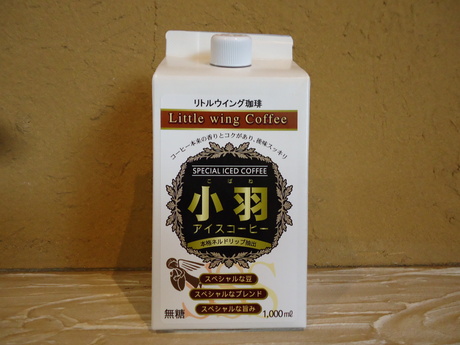 リトルウイング珈琲
Little wing Coffee
コーヒー本来の香りとコクがあり、後味スッキリ
SPECIAL ICED COFFEE
こばね
小羽
アイスコーヒー
本格ネルドリップ抽出
スペシャルな豆
スペシャルなブレンド
スペシャルな旨み
無糖
1,000mℓ